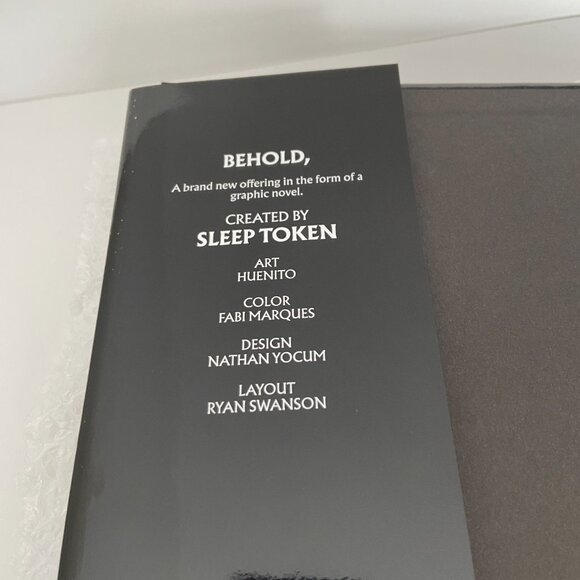 BEHOLD,
A brand new offering in the form of a
graphic novel.
CREATED BY
SLEEP TOKEN
ART
HUENITO
COLOR
FABI MARQUES
DESIGN
NATHAN YOCUM
LAYOUT
RYAN SWANSON